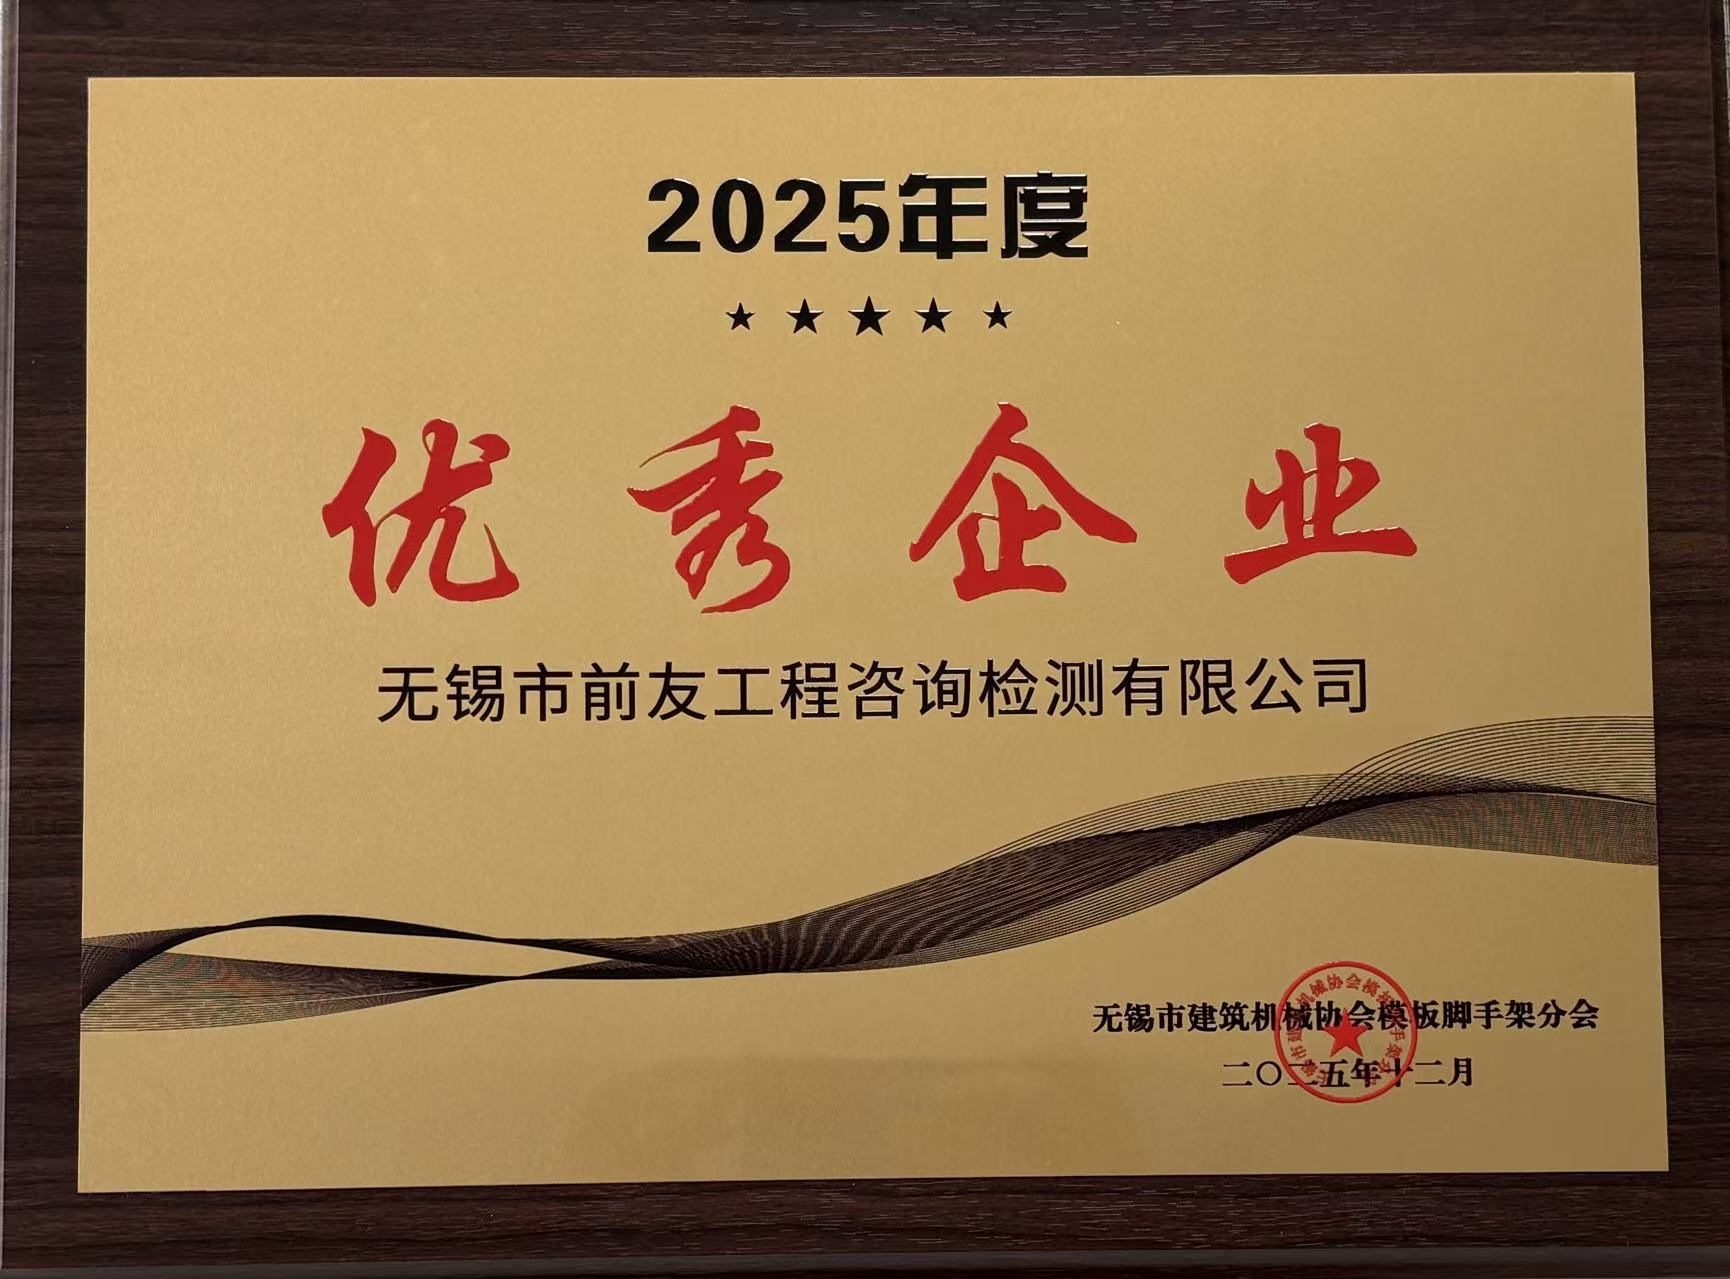 2025年度
★★★★★
优秀企业
无锡市前友工程咨询检测有限公司
无锡市建筑机械协会模板脚手架分会
二〇二五年十二月